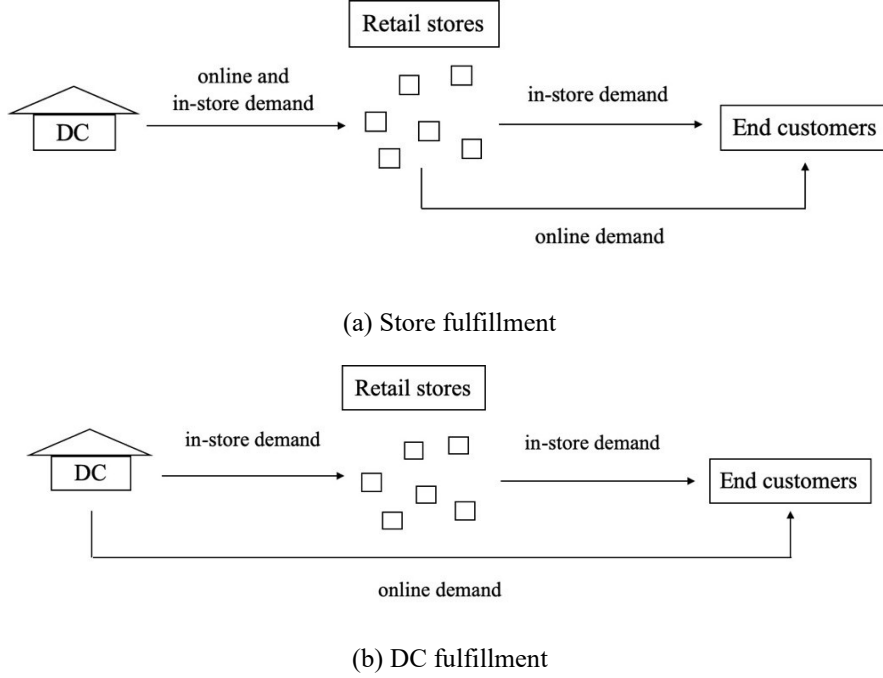 Retail stores
online and
in-store demand
in-store demand
DC
End customers
online demand
(a) Store fulfillment
Retail stores
in-store demand
in-store demand
DC
End customers
online demand
(b) DC fulfillment